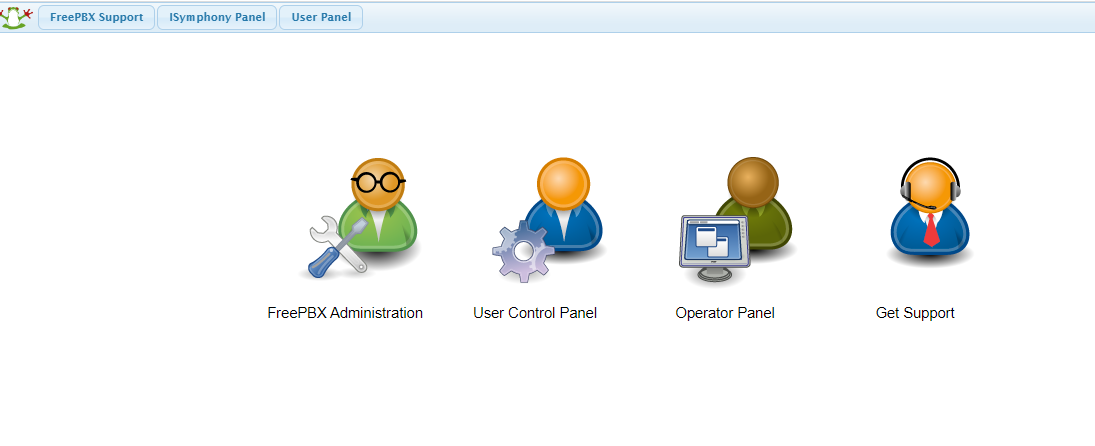 FreePBX Support ISymphony Panel User Panel
FreePBX Administration User Control Panel Operator Panel Get Support